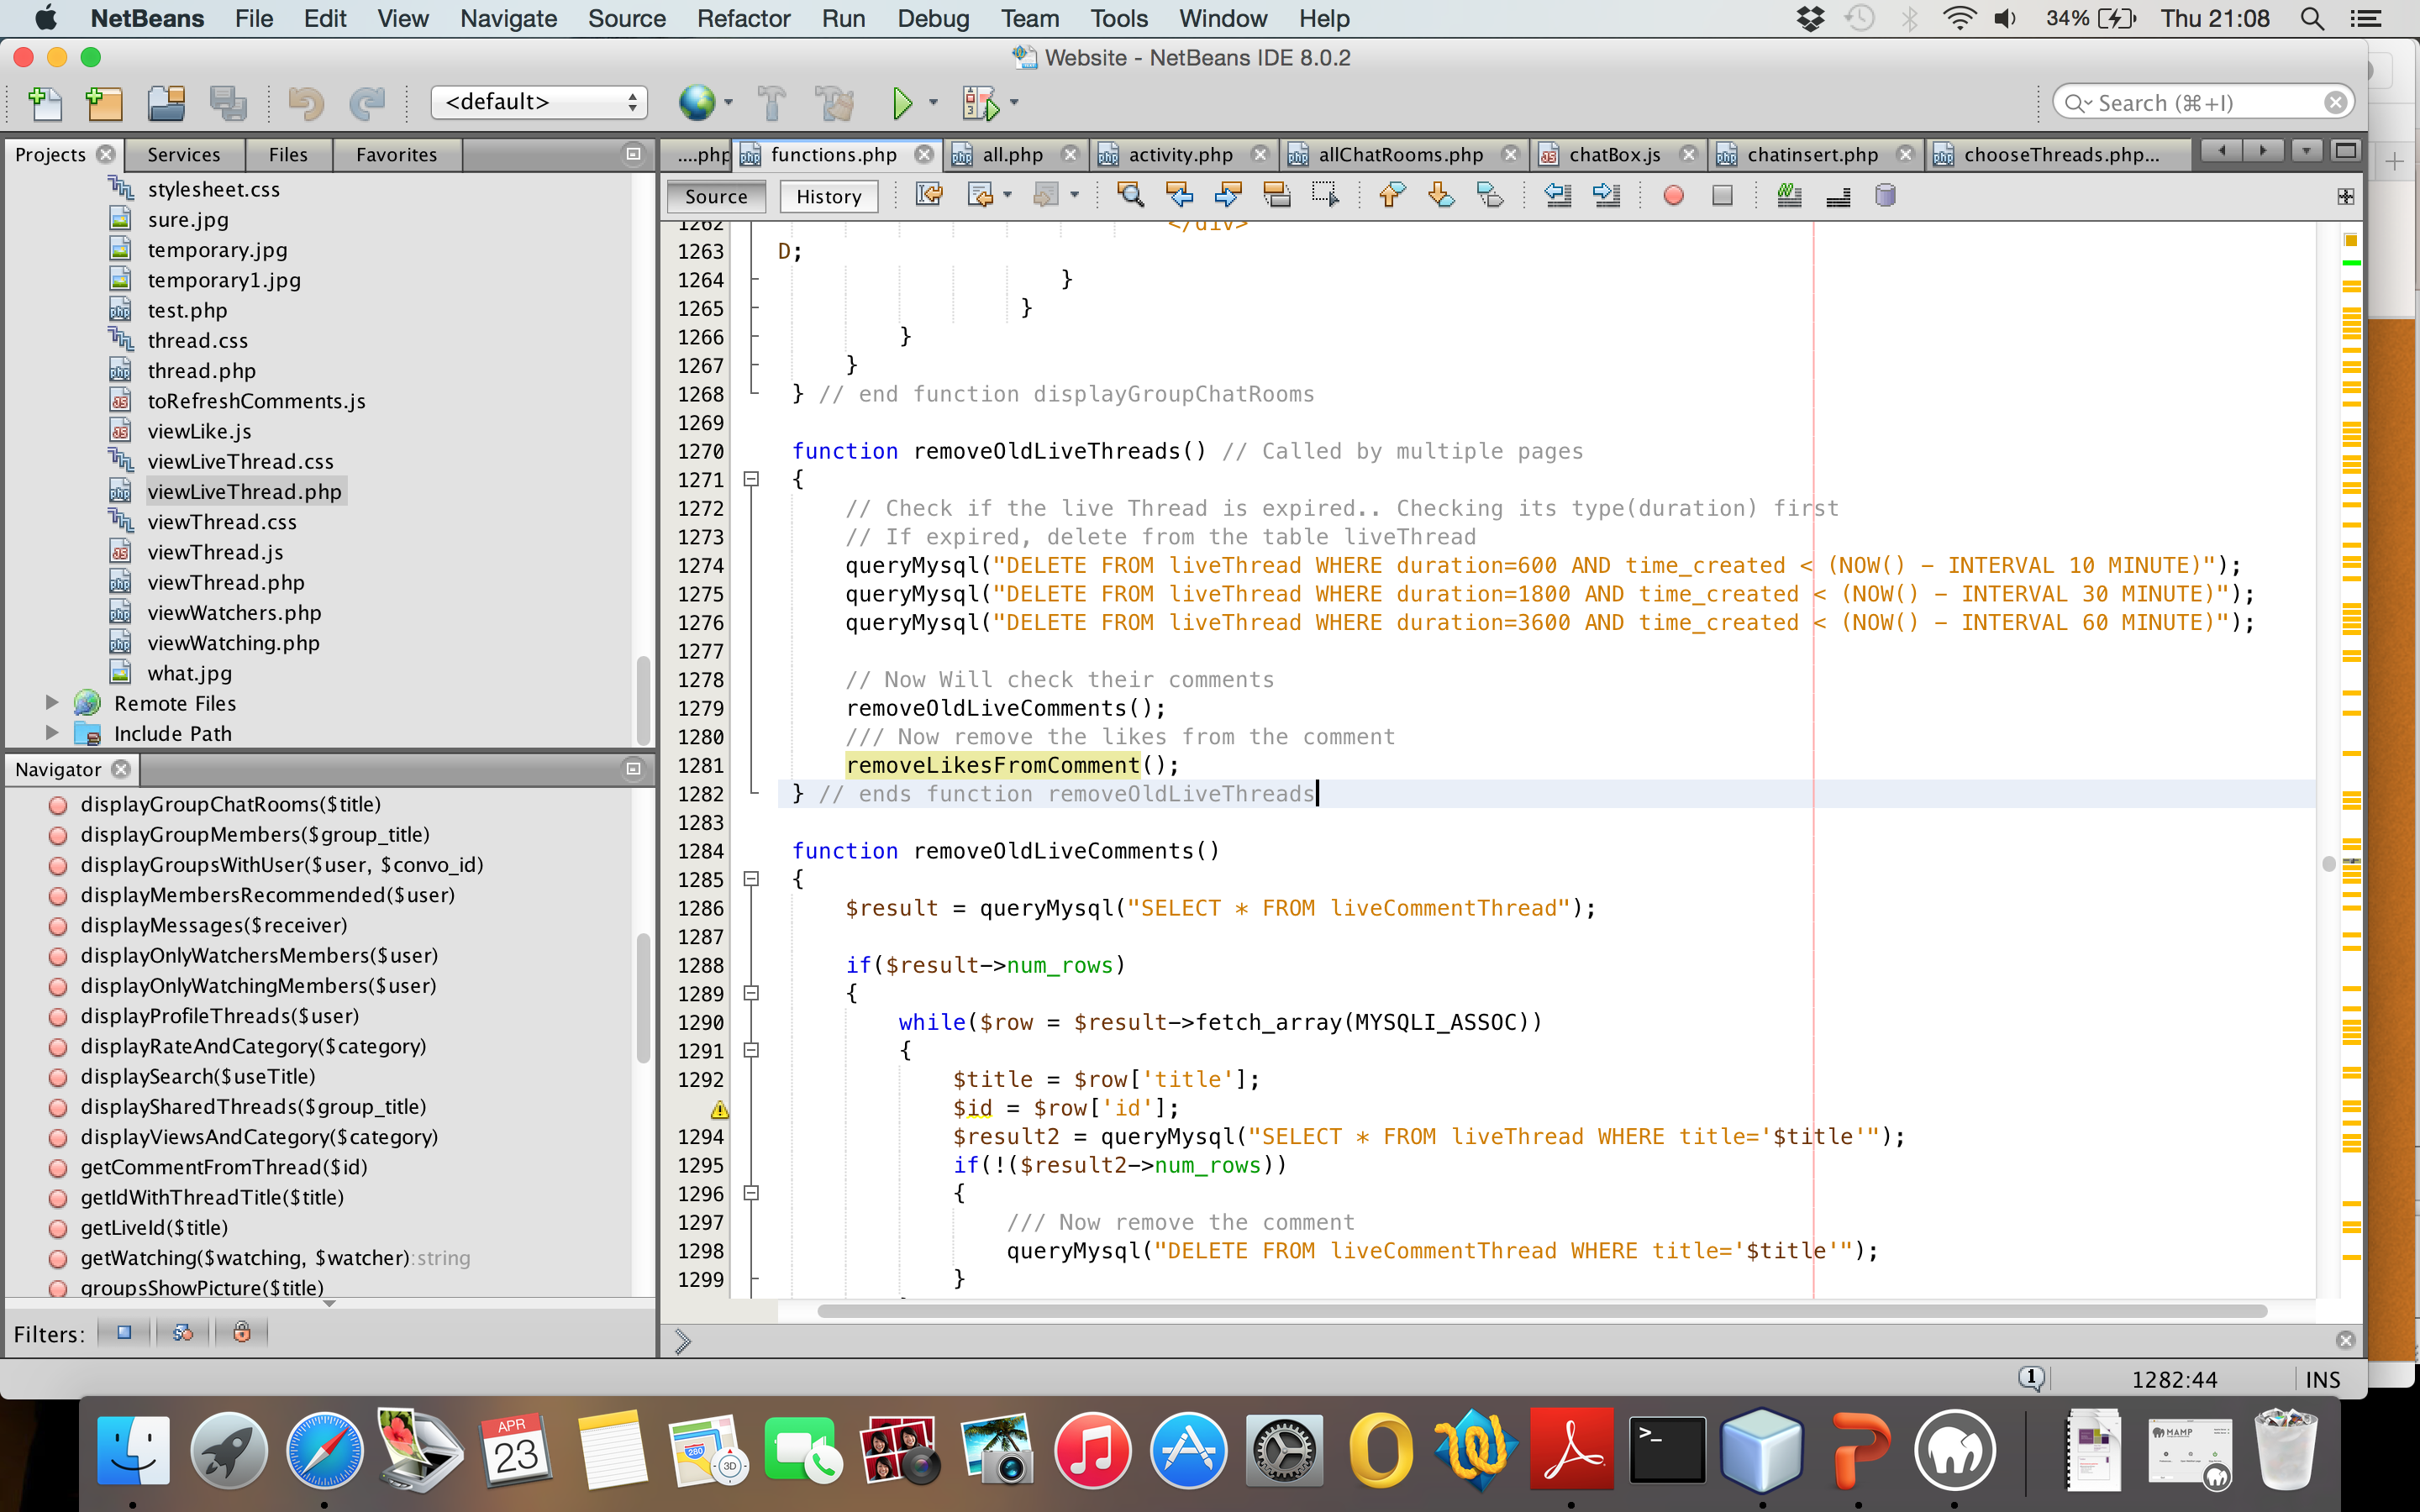 NetBeans File Edit View Navigate Source Refactor Run Debug Team Tools Window Help 34% Thu 21:08
Website - NetBeans IDE 8.0.2
<default> Search (⌘+I)
Projects Services Files Favorites
stylesheet.css
sure.jpg
temporary.jpg
temporary1.jpg
test.php
thread.css
thread.php
toRefreshComments.js
viewLike.js
viewLiveThread.css
viewLiveThread.php
viewThread.css
viewThread.js
viewThread.php
viewWatchers.php
viewWatching.php
what.jpg
Remote Files
Include Path
Navigator
displayGroupChatRooms($title)
displayGroupMembers($group_title)
displayGroupsWithUser($user, $convo_id)
displayMembersRecommended($user)
displayMessages($receiver)
displayOnlyWatchersMembers($user)
displayOnlyWatchingMembers($user)
displayProfileThreads($user)
displayRateAndCategory($category)
displaySearch($useTitle)
displaySharedThreads($group_title)
displayViewsAndCategory($category)
getCommentFromThread($id)
getIdWithThreadTitle($title)
getLiveId($title)
getWatching($watching, $watcher):string
groupsShowPicture($title)
Filters:
....php functions.php all.php activity.php allChatRooms.php chatBox.js chatinsert.php chooseThreads.php...
Source History
1262 </div>
1263 D;
1264 }
1265 }
1266 }
1267 }
1268 } // end function displayGroupChatRooms
1269
1270 function removeOldLiveThreads() // Called by multiple pages
1271 {
1272 // Check if the live Thread is expired.. Checking its type(duration) first
1273 // If expired, delete from the table liveThread
1274 queryMysql("DELETE FROM liveThread WHERE duration=600 AND time_created < (NOW() - INTERVAL 10 MINUTE)");
1275 queryMysql("DELETE FROM liveThread WHERE duration=1800 AND time_created < (NOW() - INTERVAL 30 MINUTE)");
1276 queryMysql("DELETE FROM liveThread WHERE duration=3600 AND time_created < (NOW() - INTERVAL 60 MINUTE)");
1277
1278 // Now Will check their comments
1279 removeOldLiveComments();
1280 /// Now remove the likes from the comment
1281 removeLikesFromComment();
1282 } // ends function removeOldLiveThreads
1283
1284 function removeOldLiveComments()
1285 {
1286 $result = queryMysql("SELECT * FROM liveCommentThread");
1287
1288 if($result->num_rows)
1289 {
1290 while($row = $result->fetch_array(MYSQLI_ASSOC))
1291 {
1292 $title = $row['title'];
$id = $row['id'];
1294 $result2 = queryMysql("SELECT * FROM liveThread WHERE title='$title'");
1295 if(!($result2->num_rows))
1296 {
1297 /// Now remove the comment
1298 queryMysql("DELETE FROM liveCommentThread WHERE title='$title'");
1299 }
1 1282:44 INS
APR
23
280
3D
MAMP